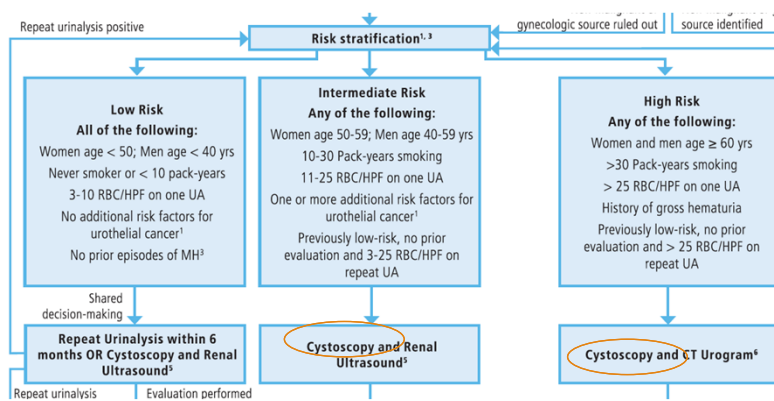 Repeat urinalysis positive
gynecologic source ruled out
source identified
Risk stratification¹, ³
Low Risk
All of the following:
Women age < 50; Men age < 40 yrs
Never smoker or < 10 pack-years
3-10 RBC/HPF on one UA
No additional risk factors for
urothelial cancer¹
No prior episodes of MH³
Intermediate Risk
Any of the following:
Women age 50-59; Men age 40-59 yrs
10-30 Pack-years smoking
11-25 RBC/HPF on one UA
One or more additional risk factors for
urothelial cancer¹
Previously low-risk, no prior
evaluation and 3-25 RBC/HPF on
repeat UA
High Risk
Any of the following:
Women and men age ≥ 60 yrs
>30 Pack-years smoking
> 25 RBC/HPF on one UA
History of gross hematuria
Previously low-risk, no prior
evaluation and > 25 RBC/HPF on
repeat UA
Shared
decision-making
Repeat Urinalysis within 6
months OR Cystoscopy and Renal
Ultrasound⁵
Cystoscopy and Renal
Ultrasound⁵
Cystoscopy and CT Urogram⁶
Repeat urinalysis
Evaluation performed